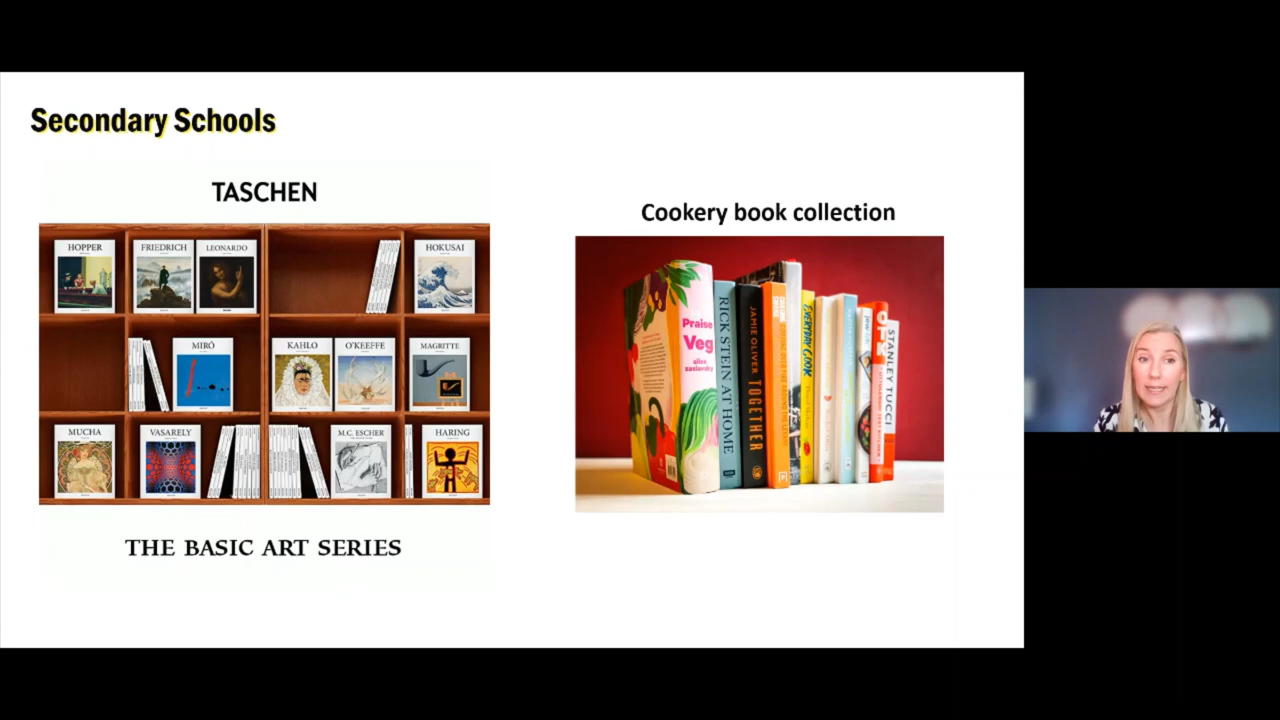 Secondary Schools
TASCHEN
HOPPER
FRIEDRICH
LEONARDO
HOKUSAI
MIRÓ
KAHLO
O'KEEFFE
MAGRITTE
MUCHA
VASARELY
M.C. ESCHER
HARING
THE BASIC ART SERIES
Cookery book collection
Praise
Veg
alice
zaslavsky
RICK STEIN AT HOME
JAMIE OLIVER TOGETHER
EVERYDAY COOK
STANLEY TUCCI